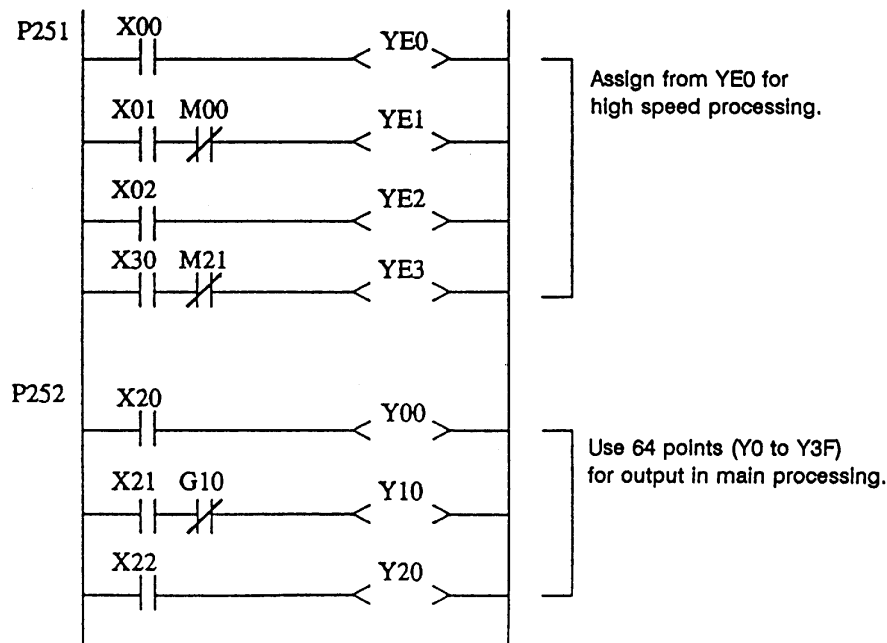 P251
X00
YE0
Assign from YE0 for
high speed processing.
X01 M00
YE1
X02
YE2
X30 M21
YE3
P252
X20
Y00
Use 64 points (Y0 to Y3F)
for output in main processing.
X21 G10
Y10
X22
Y20